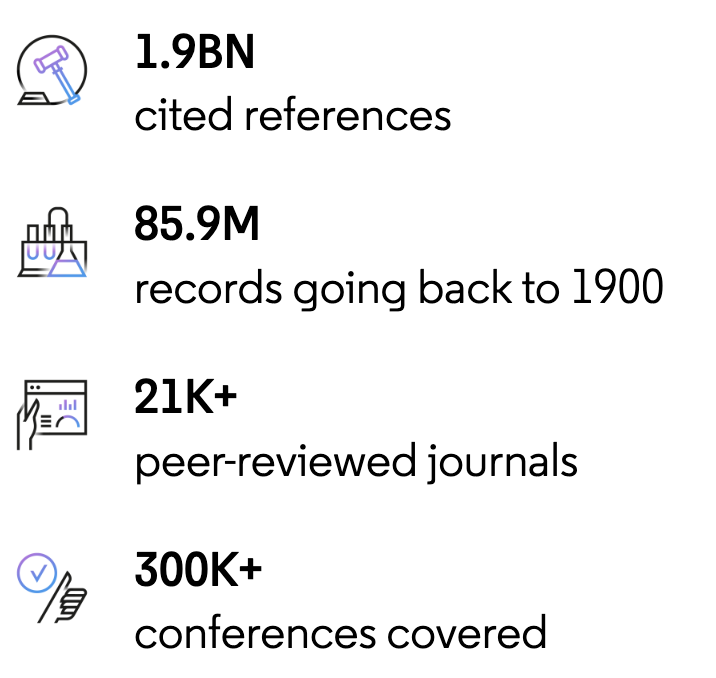 1.9BN
cited references
85.9M
records going back to 1900
21K+
peer-reviewed journals
300K+
conferences covered